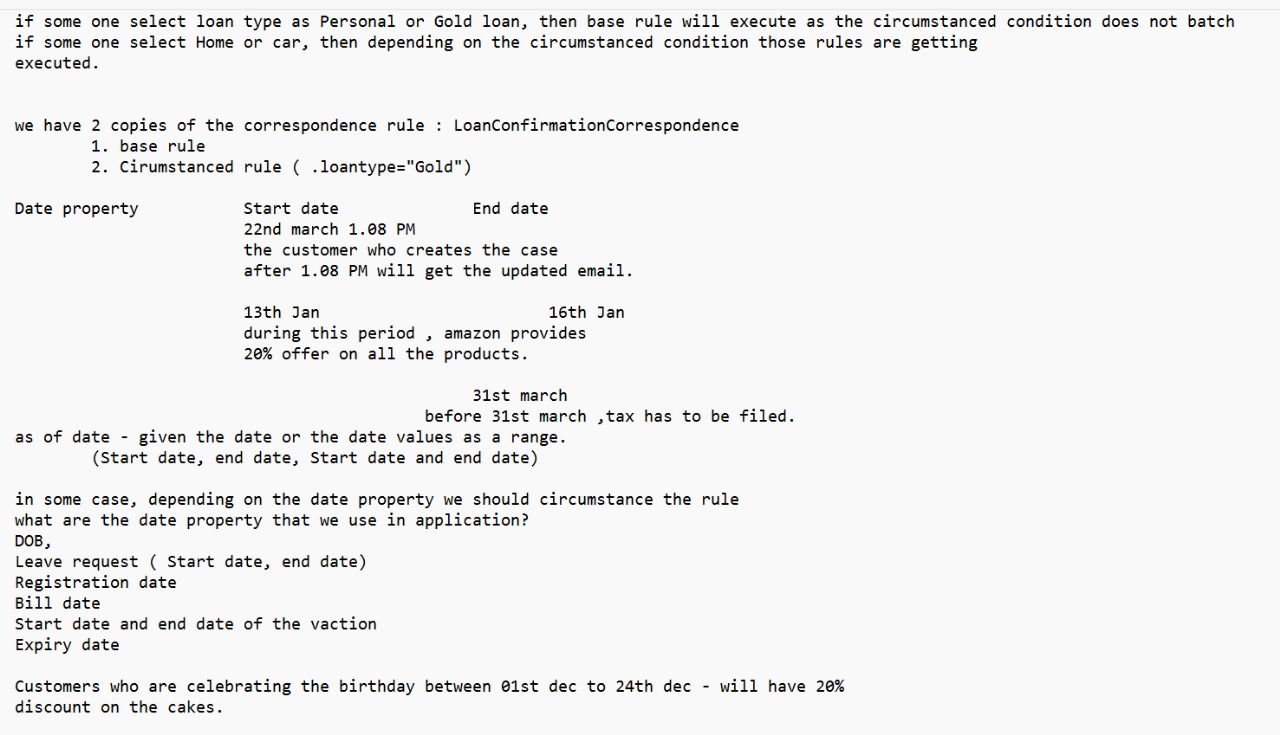 if some one select loan type as Personal or Gold loan, then base rule will execute as the circumstanced condition does not batch
if some one select Home or car, then depending on the circumstanced condition those rules are getting
executed.
we have 2 copies of the correspondence rule : LoanConfirmationCorrespondence
1. base rule
2. Cirumstanced rule ( .loantype="Gold")
Date property Start date End date
22nd march 1.08 PM
the customer who creates the case
after 1.08 PM will get the updated email.
13th Jan 16th Jan
during this period , amazon provides
20% offer on all the products.
31st march
before 31st march ,tax has to be filed.
as of date - given the date or the date values as a range.
(Start date, end date, Start date and end date)
in some case, depending on the date property we should circumstance the rule
what are the date property that we use in application?
DOB,
Leave request ( Start date, end date)
Registration date
Bill date
Start date and end date of the vaction
Expiry date
Customers who are celebrating the birthday between 01st dec to 24th dec - will have 20%
discount on the cakes.